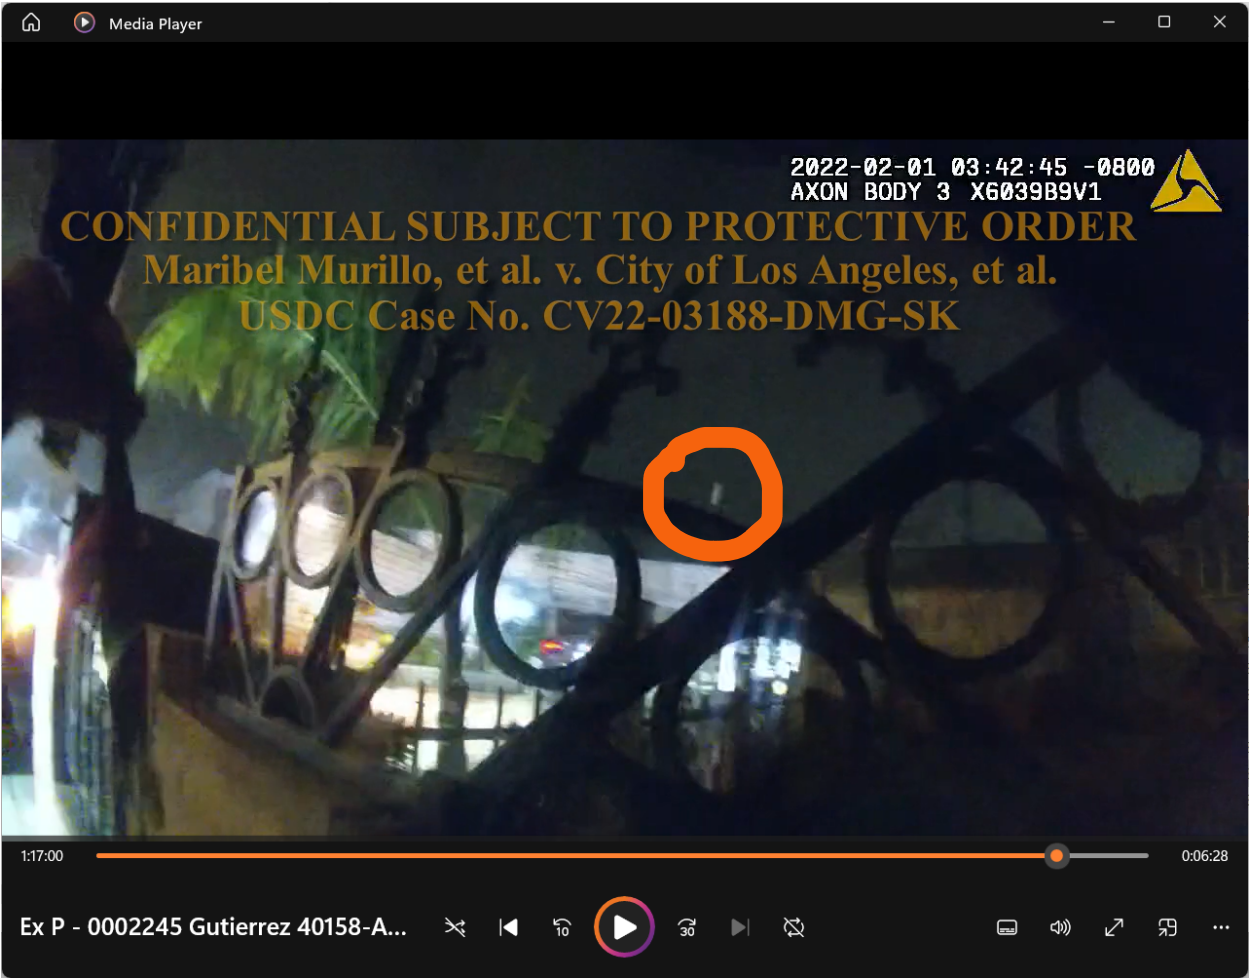 Media Player
2022-02-01 03:42:45 -0800
AXON BODY 3 X6039B9V1
CONFIDENTIAL SUBJECT TO PROTECTIVE ORDER
Maribel Murillo, et al. v. City of Los Angeles, et al.
USDC Case No. CV22-03188-DMG-SK
1:17:00
0:06:28
Ex P - 0002245 Gutierrez 40158-A...
10
30